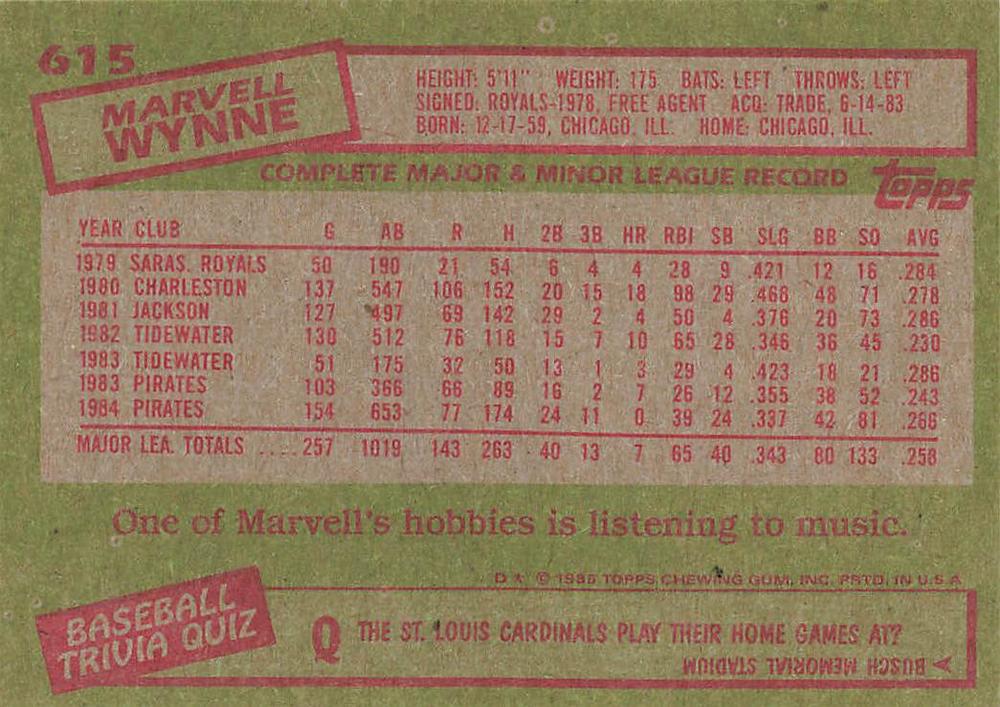 615
MARVELL
WYNNE
HEIGHT: 5'11" WEIGHT: 175 BATS: LEFT THROWS: LEFT
SIGNED: ROYALS-1978, FREE AGENT ACQ: TRADE, 6-14-83
BORN: 12-17-59, CHICAGO, ILL. HOME: CHICAGO, ILL.
COMPLETE MAJOR & MINOR LEAGUE RECORD
TOPPS
YEAR CLUB G AB R H 2B 3B HR RBI SB SLG BB SO AVG
1979 SARAS. ROYALS 50 190 21 54 6 4 4 28 9 .421 12 16 .284
1980 CHARLESTON 137 547 106 152 20 15 18 98 29 .468 48 71 .278
1981 JACKSON 127 497 69 142 29 2 4 50 4 .376 20 73 .286
1982 TIDEWATER 130 512 76 118 15 7 10 65 28 .346 36 45 .230
1983 TIDEWATER 51 175 32 50 13 1 3 29 4 .423 18 21 .286
1983 PIRATES 103 366 66 89 16 2 7 26 12 .355 38 52 .243
1984 PIRATES 154 653 77 174 24 11 0 39 24 .337 42 81 .266
MAJOR LEA. TOTALS .... 257 1019 143 263 40 13 7 65 40 .343 80 133 .258
One of Marvell's hobbies is listening to music.
D* © 1985 TOPPS CHEWING GUM, INC. PRTD. IN U.S.A.
BASEBALL
TRIVIA QUIZ
Q THE ST. LOUIS CARDINALS PLAY THEIR HOME GAMES AT?
A BUSCH MEMORIAL STADIUM